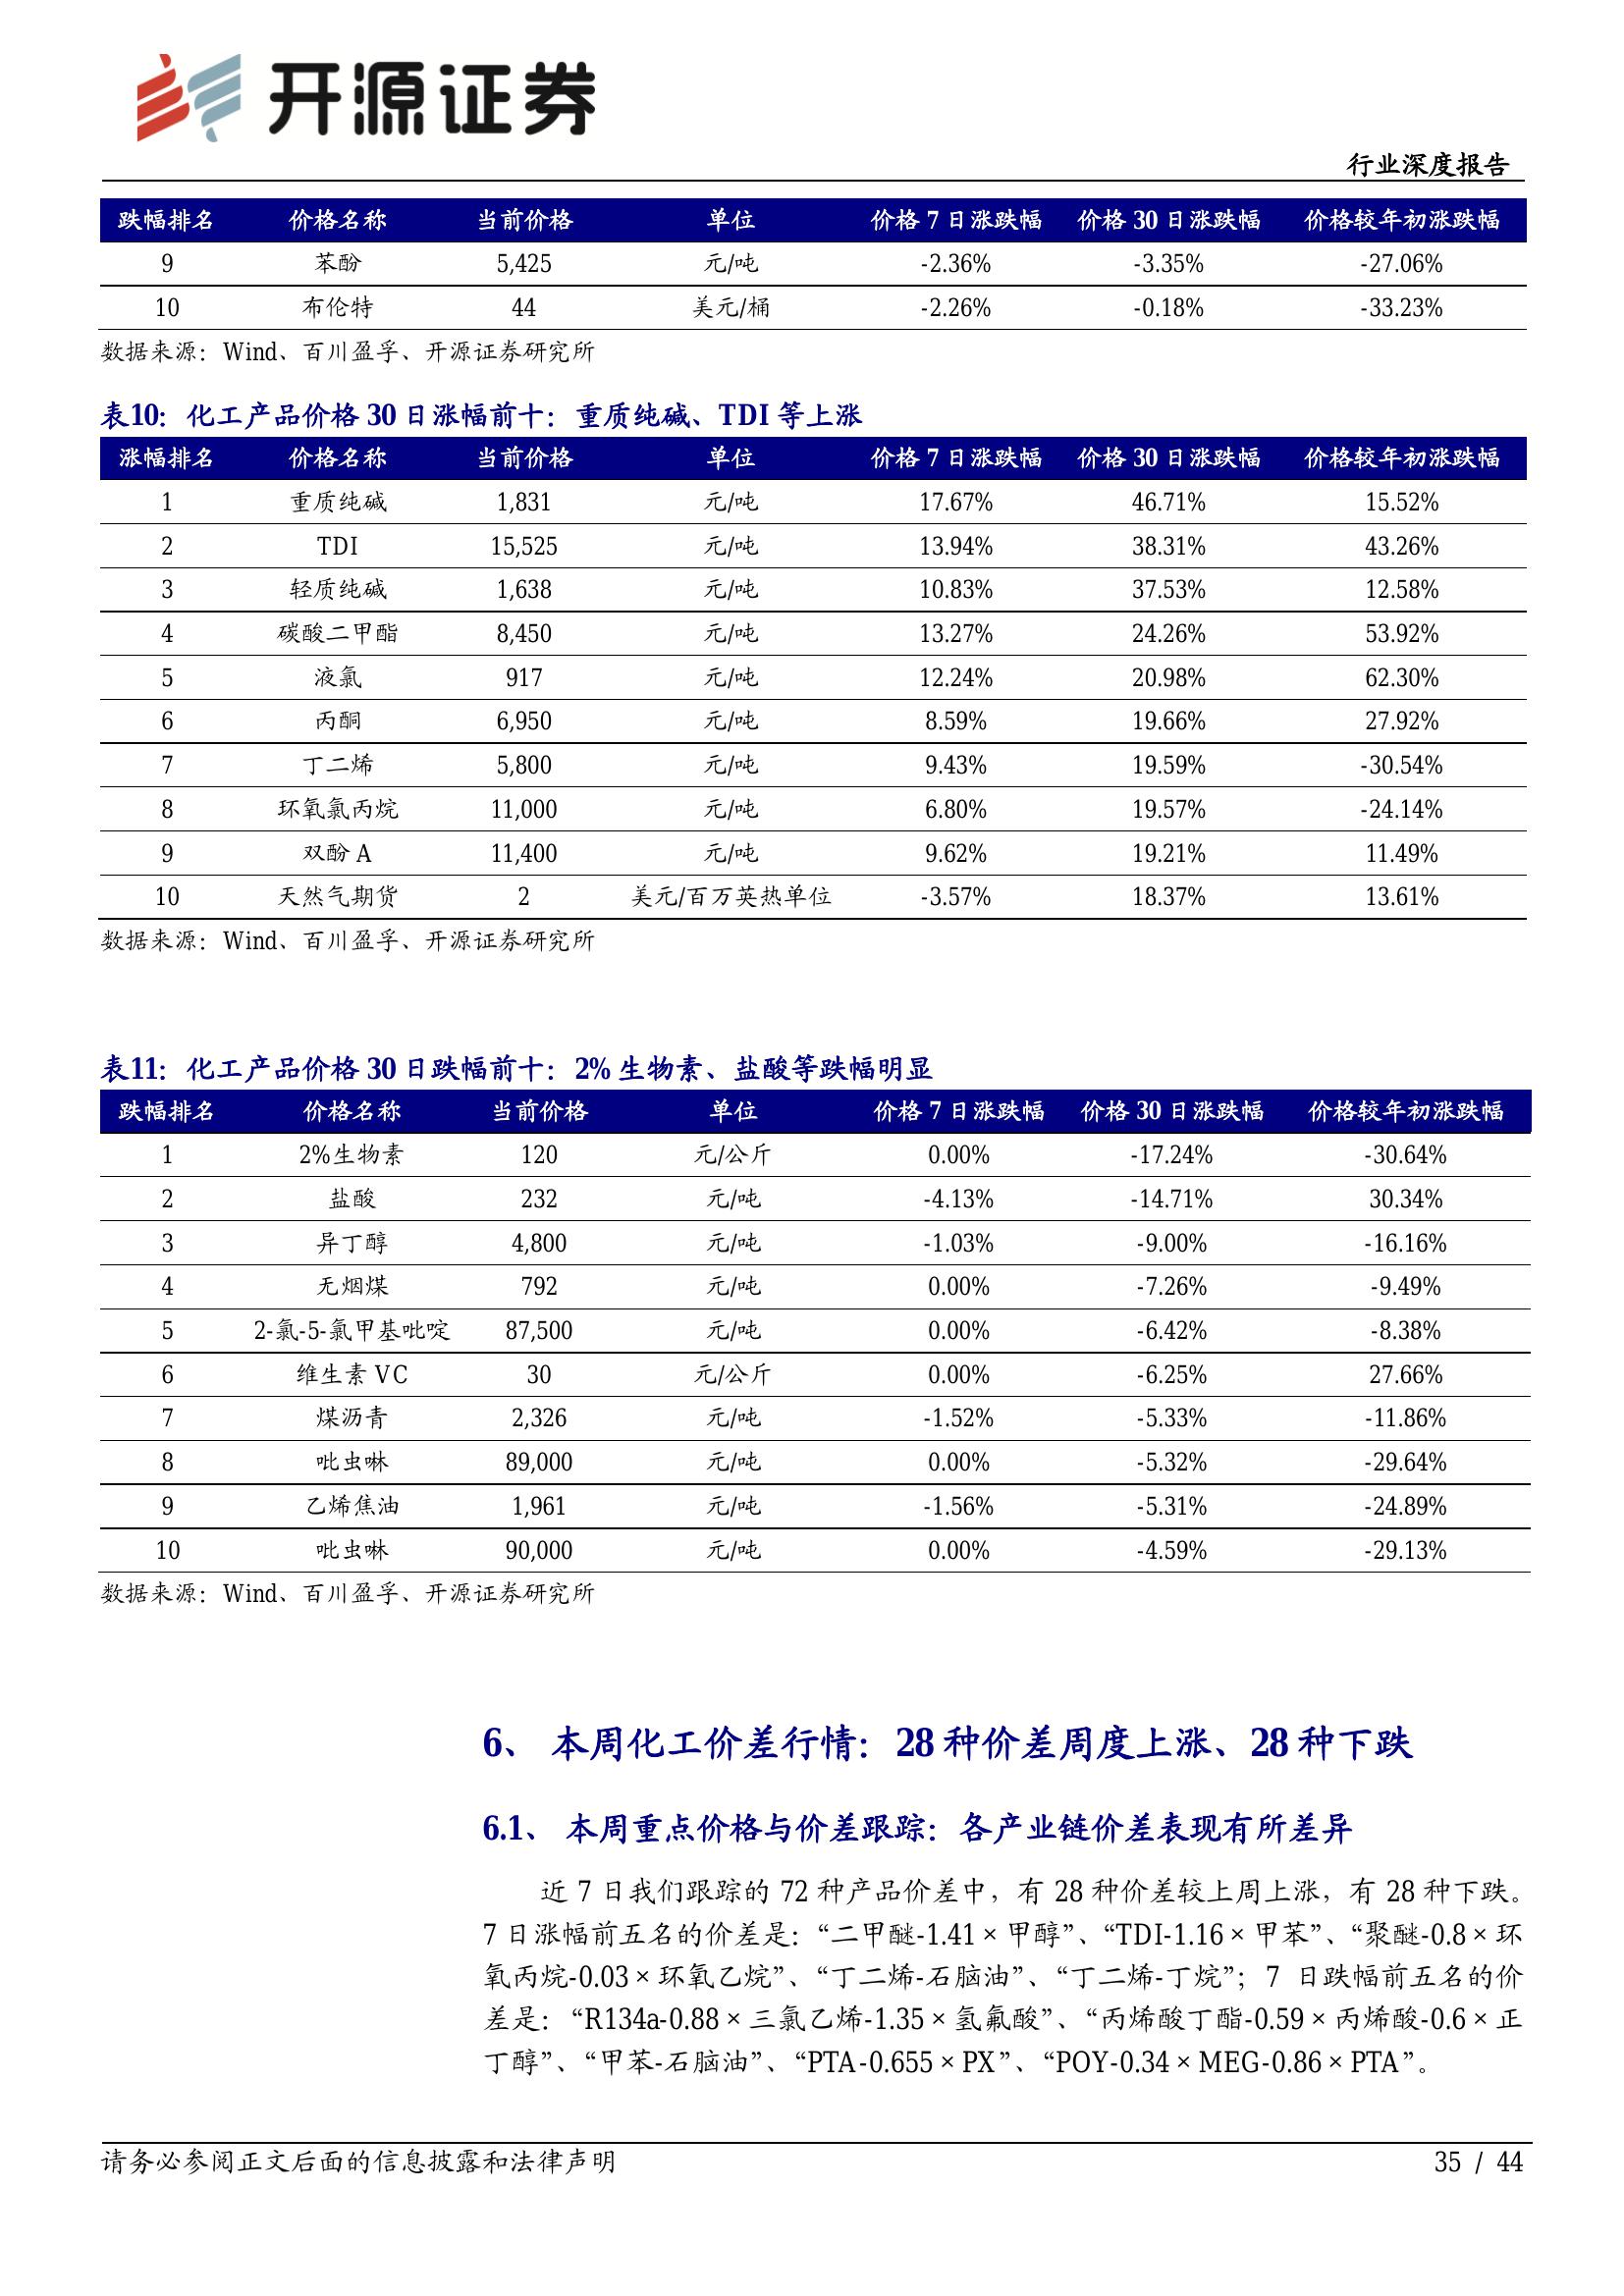 开源证券
行业深度报告
跌幅排名 价格名称 当前价格 单位 价格 7 日涨跌幅 价格 30 日涨跌幅 价格较年初涨跌幅
9 苯酚 5,425 元/吨 -2.36% -3.35% -27.06%
10 布伦特 44 美元/桶 -2.26% -0.18% -33.23%
数据来源：Wind、百川盈孚、开源证券研究所
表10：化工产品价格 30 日涨幅前十：重质纯碱、TDI 等上涨
涨幅排名 价格名称 当前价格 单位 价格 7 日涨跌幅 价格 30 日涨跌幅 价格较年初涨跌幅
1 重质纯碱 1,831 元/吨 17.67% 46.71% 15.52%
2 TDI 15,525 元/吨 13.94% 38.31% 43.26%
3 轻质纯碱 1,638 元/吨 10.83% 37.53% 12.58%
4 碳酸二甲酯 8,450 元/吨 13.27% 24.26% 53.92%
5 液氯 917 元/吨 12.24% 20.98% 62.30%
6 丙酮 6,950 元/吨 8.59% 19.66% 27.92%
7 丁二烯 5,800 元/吨 9.43% 19.59% -30.54%
8 环氧氯丙烷 11,000 元/吨 6.80% 19.57% -24.14%
9 双酚 A 11,400 元/吨 9.62% 19.21% 11.49%
10 天然气期货 2 美元/百万英热单位 -3.57% 18.37% 13.61%
数据来源：Wind、百川盈孚、开源证券研究所
表11：化工产品价格 30 日跌幅前十：2%生物素、盐酸等跌幅明显
跌幅排名 价格名称 当前价格 单位 价格 7 日涨跌幅 价格 30 日涨跌幅 价格较年初涨跌幅
1 2%生物素 120 元/公斤 0.00% -17.24% -30.64%
2 盐酸 232 元/吨 -4.13% -14.71% 30.34%
3 异丁醇 4,800 元/吨 -1.03% -9.00% -16.16%
4 无烟煤 792 元/吨 0.00% -7.26% -9.49%
5 2-氯-5-氯甲基吡啶 87,500 元/吨 0.00% -6.42% -8.38%
6 维生素 VC 30 元/公斤 0.00% -6.25% 27.66%
7 煤沥青 2,326 元/吨 -1.52% -5.33% -11.86%
8 吡虫啉 89,000 元/吨 0.00% -5.32% -29.64%
9 乙烯焦油 1,961 元/吨 -1.56% -5.31% -24.89%
10 吡虫啉 90,000 元/吨 0.00% -4.59% -29.13%
数据来源：Wind、百川盈孚、开源证券研究所
6、 本周化工价差行情：28 种价差周度上涨、28 种下跌
6.1、 本周重点价格与价差跟踪：各产业链价差表现有所差异
近 7 日我们跟踪的 72 种产品价差中，有 28 种价差较上周上涨，有 28 种下跌。
7 日涨幅前五名的价差是：“二甲醚-1.41×甲醇”、“TDI-1.16×甲苯”、“聚醚-0.8×环
氧丙烷-0.03×环氧乙烷”、“丁二烯-石脑油”、“丁二烯-丁烷”；7 日跌幅前五名的价
差是：“R134a-0.88×三氯乙烯-1.35×氢氟酸”、“丙烯酸丁酯-0.59×丙烯酸-0.6×正
丁醇”、“甲苯-石脑油”、“PTA-0.655×PX”、“POY-0.34×MEG-0.86×PTA”。
请务必参阅正文后面的信息披露和法律声明 35 / 44